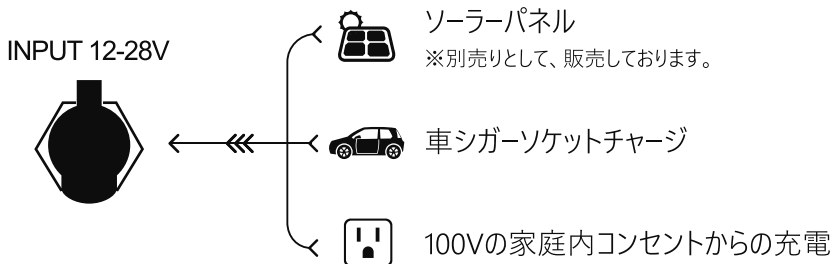 ソーラーパネル
※別売りとして、販売しております。
INPUT 12-28V
車シガーソケットチャージ
100Vの家庭内コンセントからの充電